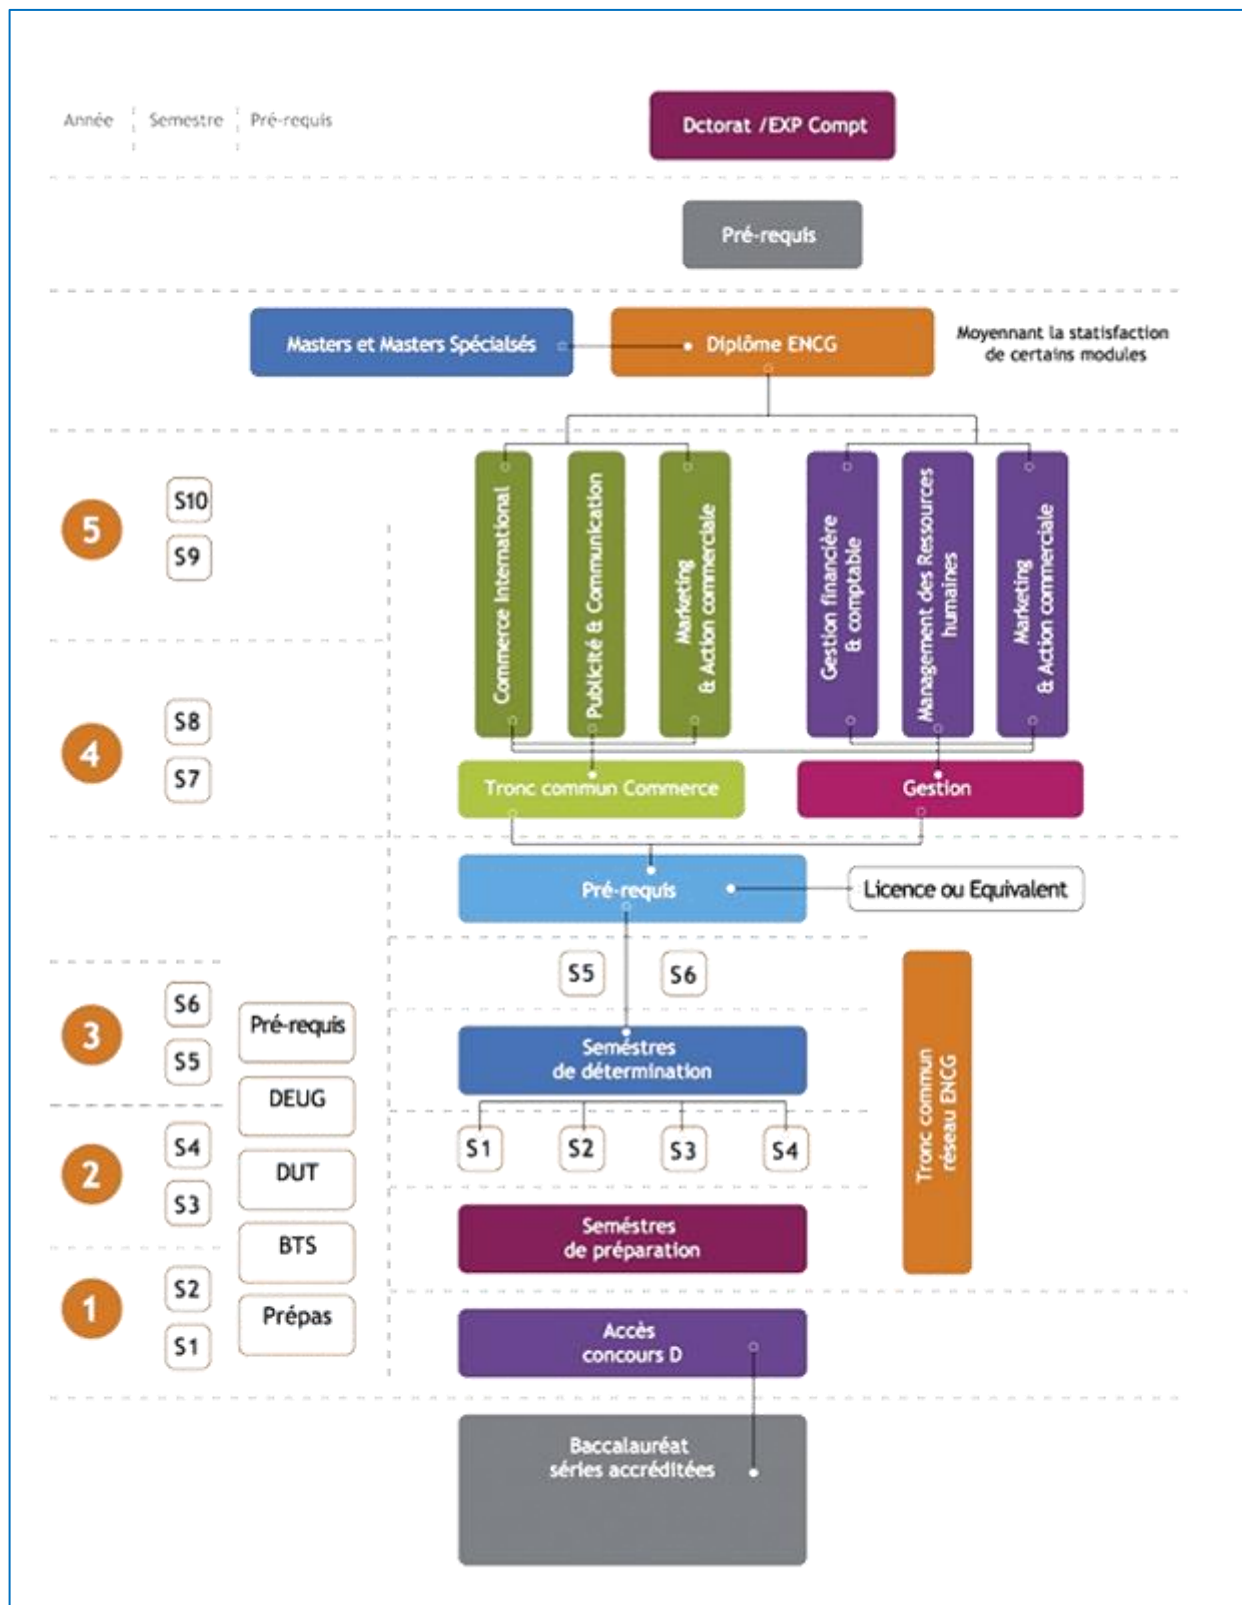 Année
Semestre
Pré-requis
Dctorat /EXP Compt
Pré-requis
Masters et Masters Spécialsés
Diplôme ENCG
Moyennant la statisfaction
de certains modules
5
S10
S9
Commerce International
Publicité & Communication
Marketing
& Action commerciale
Gestion financière
& comptable
Management des Ressources
humaines
Marketing
& Action commerciale
4
S8
S7
Tronc commun Commerce
Gestion
Pré-requis
Licence ou Equivalent
S5
S6
3
S6
S5
Pré-requis
Seméstres
de détermination
Tronc commun
réseau ENCG
DEUG
2
S4
S3
DUT
S1
S2
S3
S4
BTS
Seméstres
de préparation
1
S2
S1
Prépas
Accès
concours D
Baccalauréat
séries accréditées